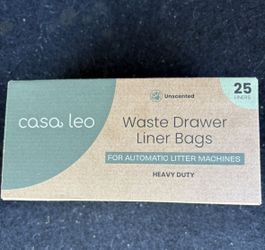 Unscented
25
LINERS
casa leo
Waste Drawer
Liner Bags
FOR AUTOMATIC LITTER MACHINES
HEAVY DUTY